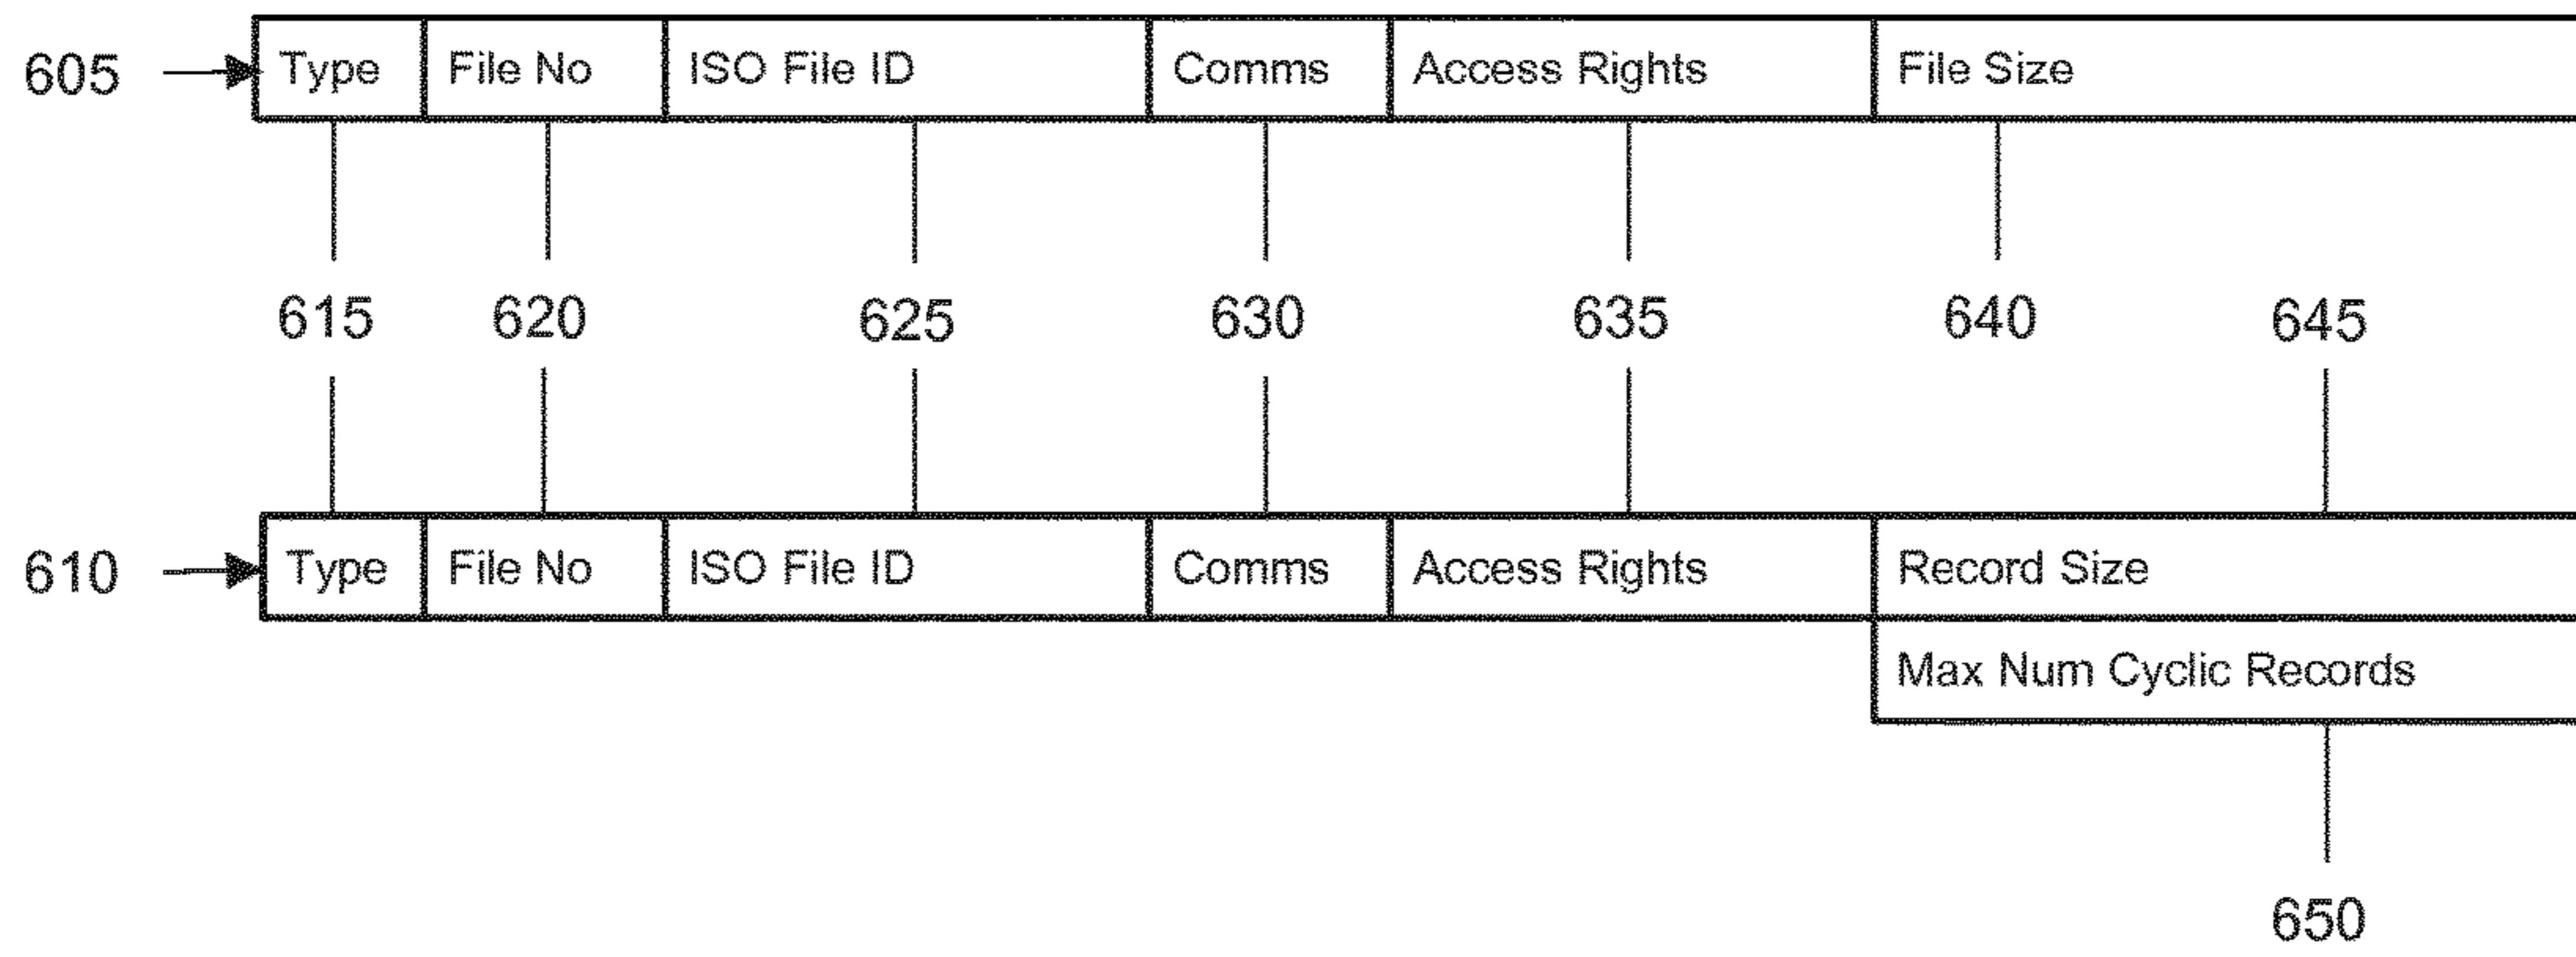 605 Type File No ISO File ID Comms Access Rights File Size
615 620 625 630 635 640 645
610 Type File No ISO File ID Comms Access Rights Record Size
Max Num Cyclic Records
650